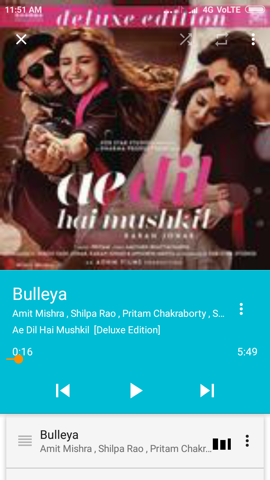 deluxe edition
11:51 AM
4G VoLTE
ae dil
hai mushkil
KARAN JOHAR
Bulleya
Amit Mishra , Shilpa Rao , Pritam Chakraborty , S...
Ae Dil Hai Mushkil [Deluxe Edition]
0:16
5:49
Bulleya
Amit Mishra , Shilpa Rao , Pritam Chakr...